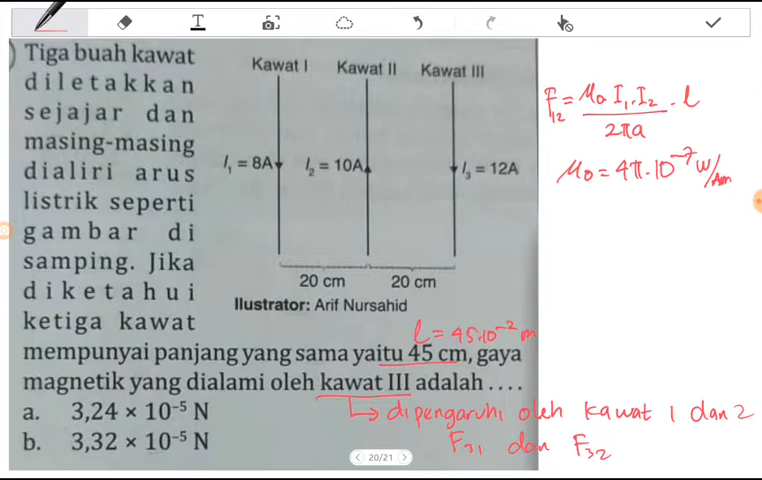 T
) Tiga buah kawat
diletakkan
sejajar dan
masing-masing
dialiri arus
listrik seperti
gambar di
samping. Jika
diketahui
ketiga kawat
mempunyai panjang yang sama yaitu 45 cm, gaya
magnetik yang dialami oleh kawat III adalah . . . .
a. 3,24 × 10⁻⁵ N
b. 3,32 × 10⁻⁵ N
Kawat I Kawat II Kawat III
I₁ = 8A I₂ = 10A I₃ = 12A
20 cm 20 cm
Ilustrator: Arif Nursahid
l = 45.10⁻² m
↳ dipengaruhi oleh kawat 1 dan 2
F₃₁ dan F₃₂
F₁₂ = μ₀ I₁. I₂ . l
2πa
μ₀ = 4π.10⁻⁷ w/Am
20/21